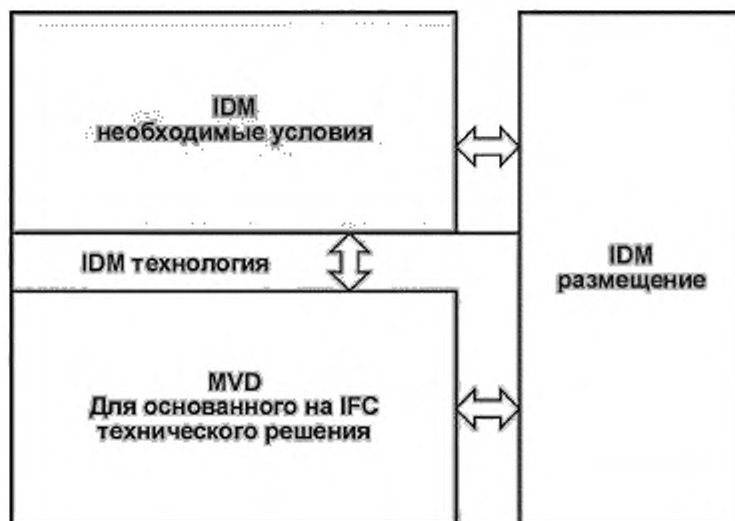 IDM
необходимые условия
IDM технология
IDM
размещение
MVD
Для основанного на IFC
технического решения